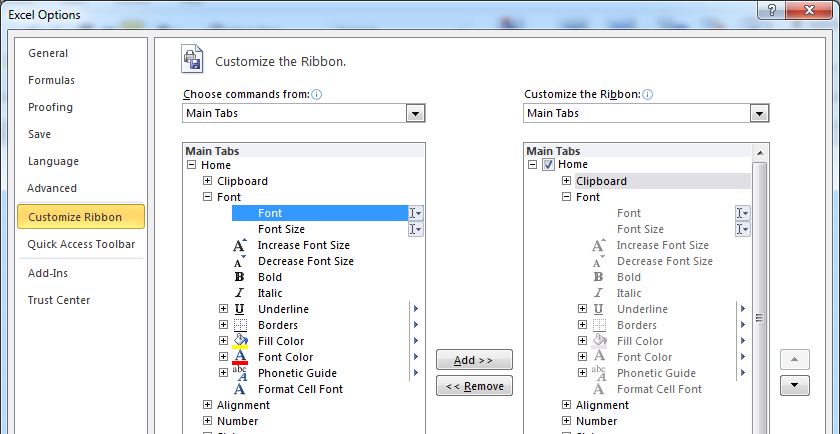 Excel Options
General
Formulas
Proofing
Save
Language
Advanced
Customize Ribbon
Quick Access Toolbar
Add-Ins
Trust Center
Customize the Ribbon.
Choose commands from:
Main Tabs
Main Tabs
Home
Clipboard
Font
Font
Font Size
Increase Font Size
Decrease Font Size
Bold
Italic
Underline
Borders
Fill Color
Font Color
Phonetic Guide
Format Cell Font
Alignment
Number
Add >>
<< Remove
Customize the Ribbon:
Main Tabs
Main Tabs
Home
Clipboard
Font
Font
Font Size
Increase Font Size
Decrease Font Size
Bold
Italic
Underline
Borders
Fill Color
Font Color
Phonetic Guide
Format Cell Font
Alignment
Number